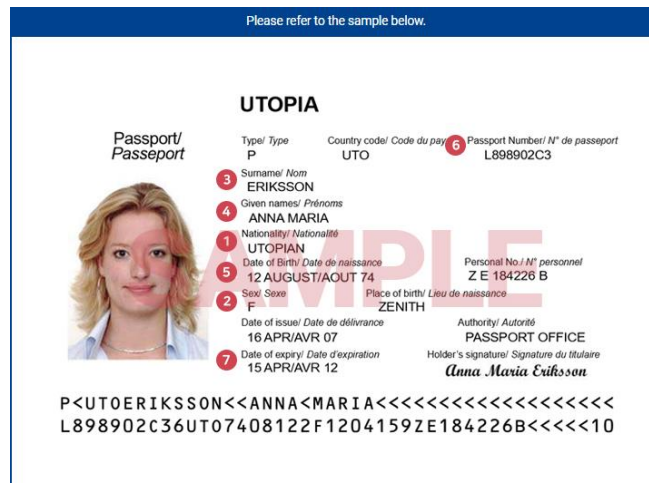 Please refer to the sample below.
UTOPIA
Passport/
Passeport
Type/ Type Country code/ Code du pay 6 Passport Number/ N° de passeport
P UTO L898902C3
3 Surname/ Nom
ERIKSSON
4 Given names/ Prénoms
ANNA MARIA
1 Nationality/ Nationalité
UTOPIAN
5 Date of Birth/ Date de naissance Personal No./ N° personnel
12 AUGUST/AOUT 74 Z E 184226 B
2 Sex/ Sexe Place of birth/ Lieu de naissance
F ZENITH
Date of issue/ Date de délivrance Authority/ Autorité
16 APR/AVR 07 PASSPORT OFFICE
7 Date of expiry/ Date d'expiration Holder's signature/ Signature du titulaire
15 APR/AVR 12 Anna Maria Eriksson
SAMPLE
P<UTOERIKSSON<<ANNA<MARIA<<<<<<<<<<<<<<<<<<<
L898902C36UTO7408122F1204159ZE184226B<<<<<10